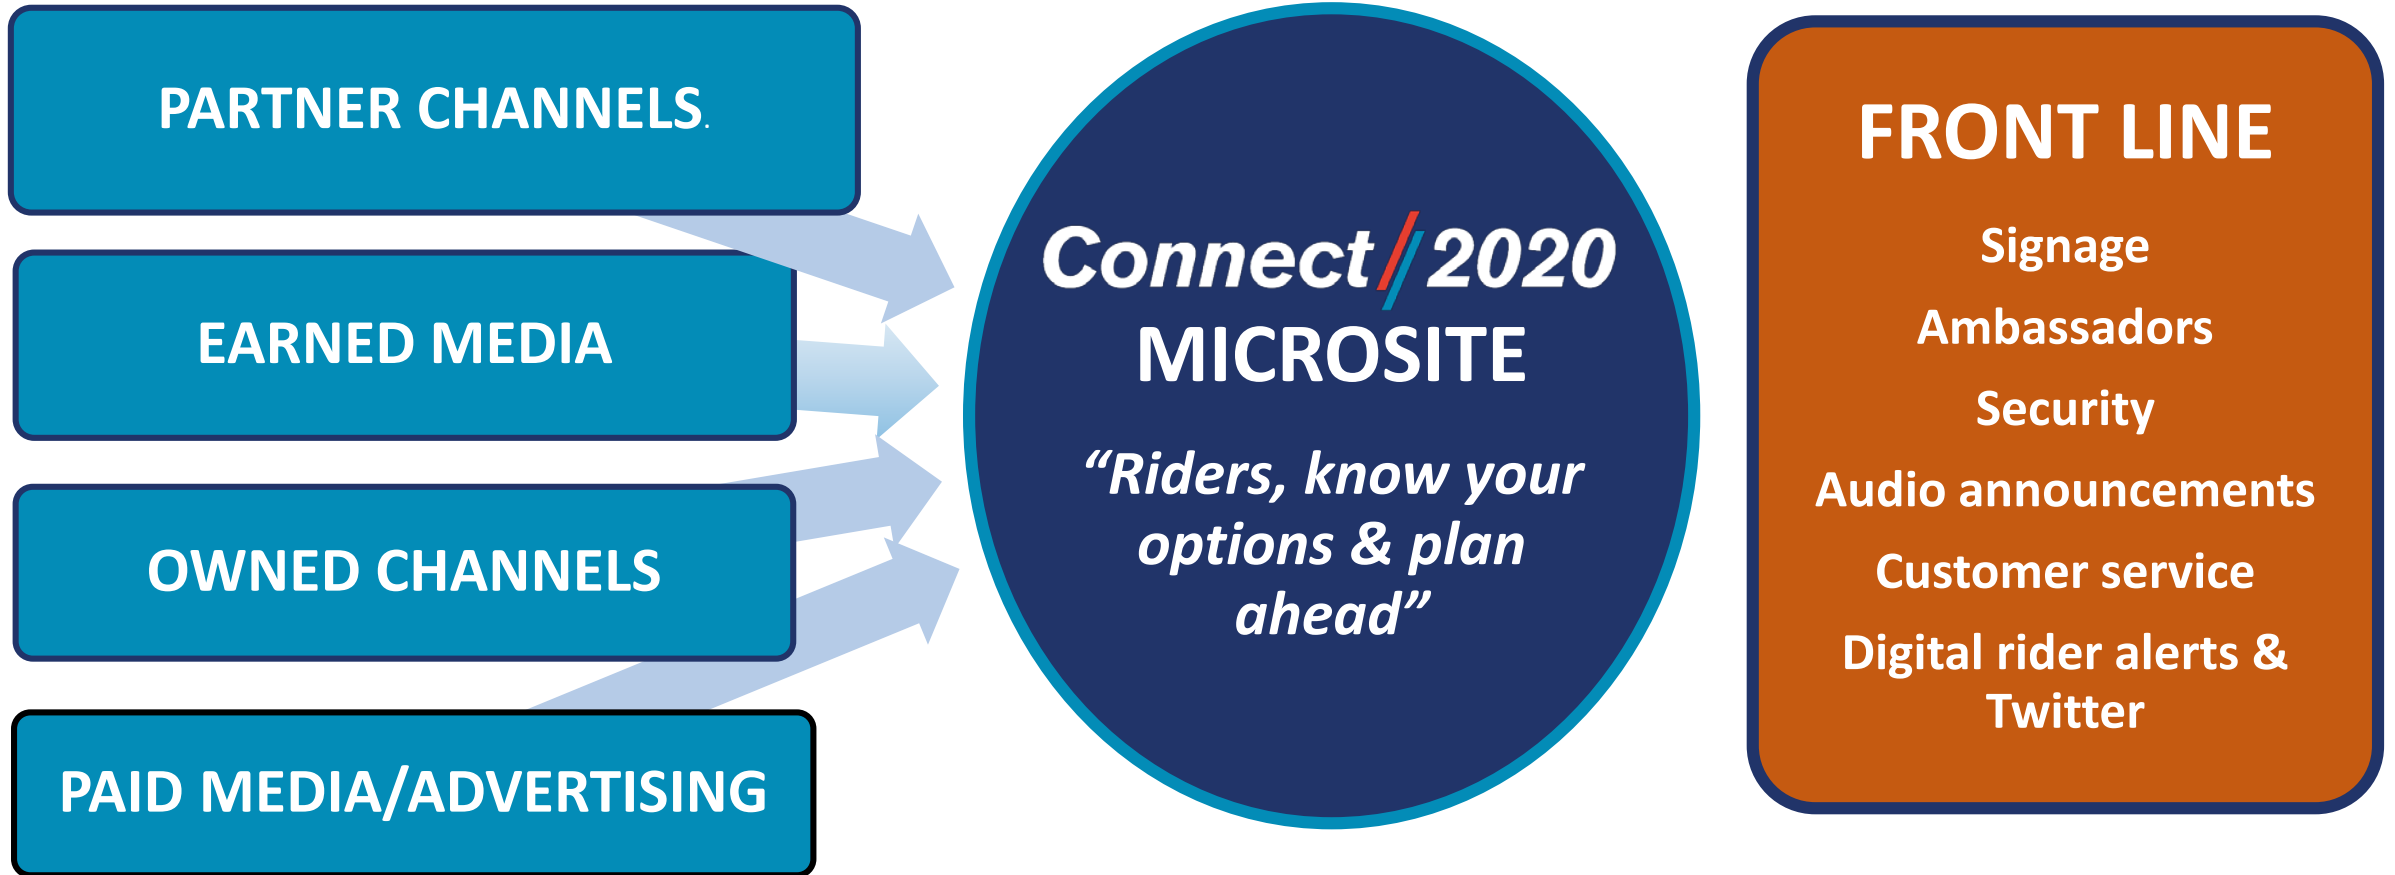 PARTNER CHANNELS.
EARNED MEDIA
OWNED CHANNELS
PAID MEDIA/ADVERTISING
Connect//2020
MICROSITE
“Riders, know your
options & plan
ahead”
FRONT LINE
Signage
Ambassadors
Security
Audio announcements
Customer service
Digital rider alerts &
Twitter